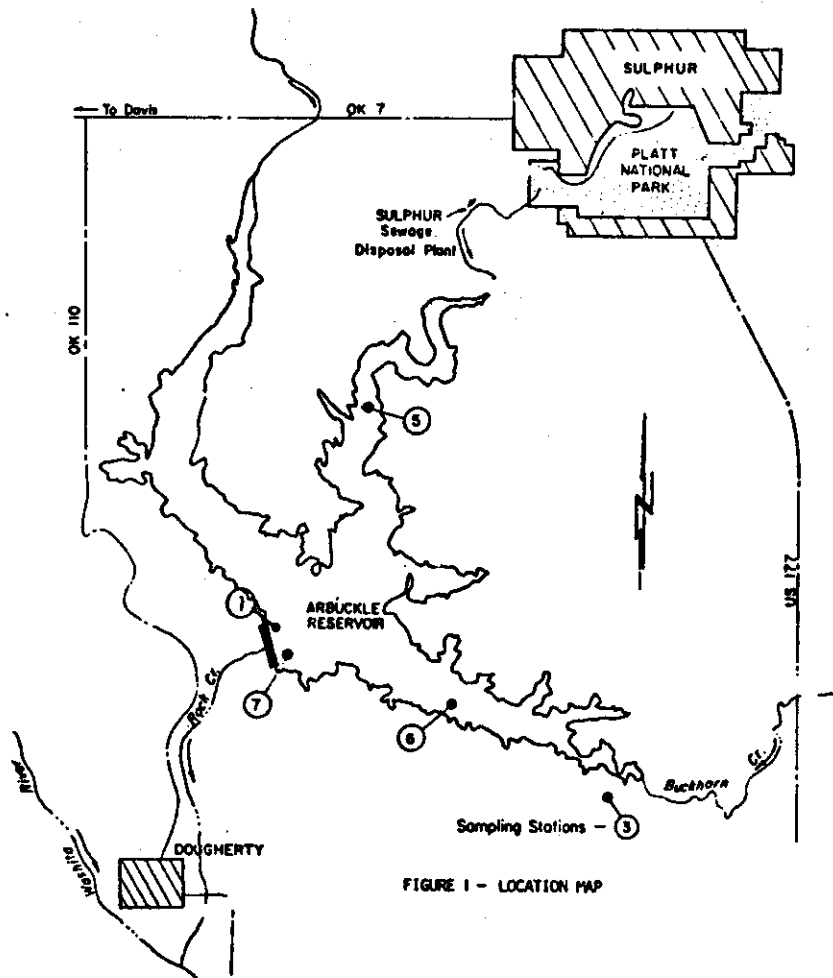 SULPHUR
← To Davis
OK 7
PLATT
NATIONAL
PARK
SULPHUR
Sewage
Disposal Plant
OK 110
5
US 177
1
ARBUCKLE
RESERVOIR
Rock Cr.
7
6
River
Washita
Buckhorn
Cr.
Sampling Stations - 3
DOUGHERTY
FIGURE 1 - LOCATION MAP